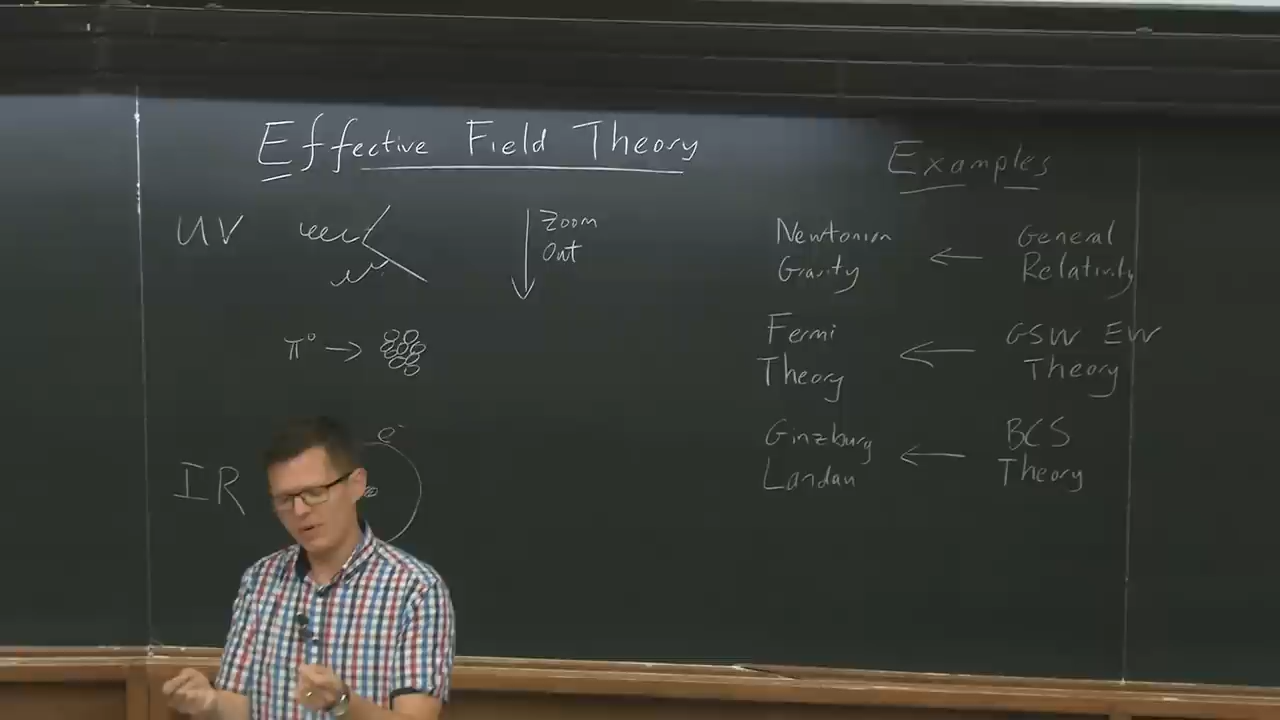 Effective Field Theory
UV
Zoom
Out
π⁰ →
IR
e⁻
Examples
Newtonian
Gravity
←
General
Relativity
Fermi
Theory
←
GSW EW
Theory
Ginzburg
Landau
←
BCS
Theory